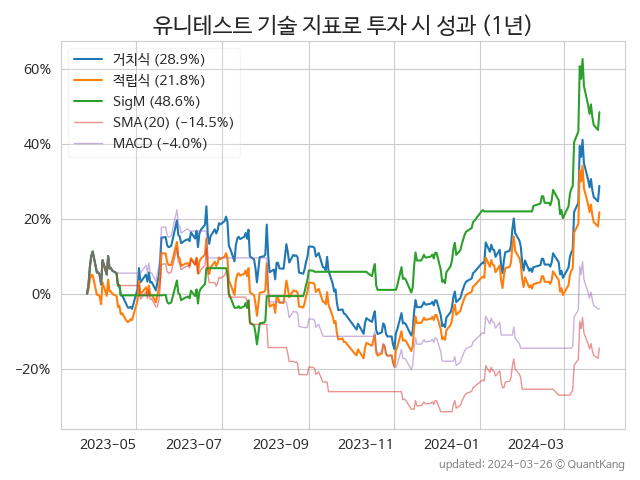 유니테스트 기술 지표로 투자 시 성과 (1년)
거치식 (28.9%)
적립식 (21.8%)
SigM (48.6%)
SMA(20) (−14.5%)
MACD (−4.0%)
60%
40%
20%
0%
−20%
2023-05 2023-07 2023-09 2023-11 2024-01 2024-03
updated: 2024-03-26 © QuantKang